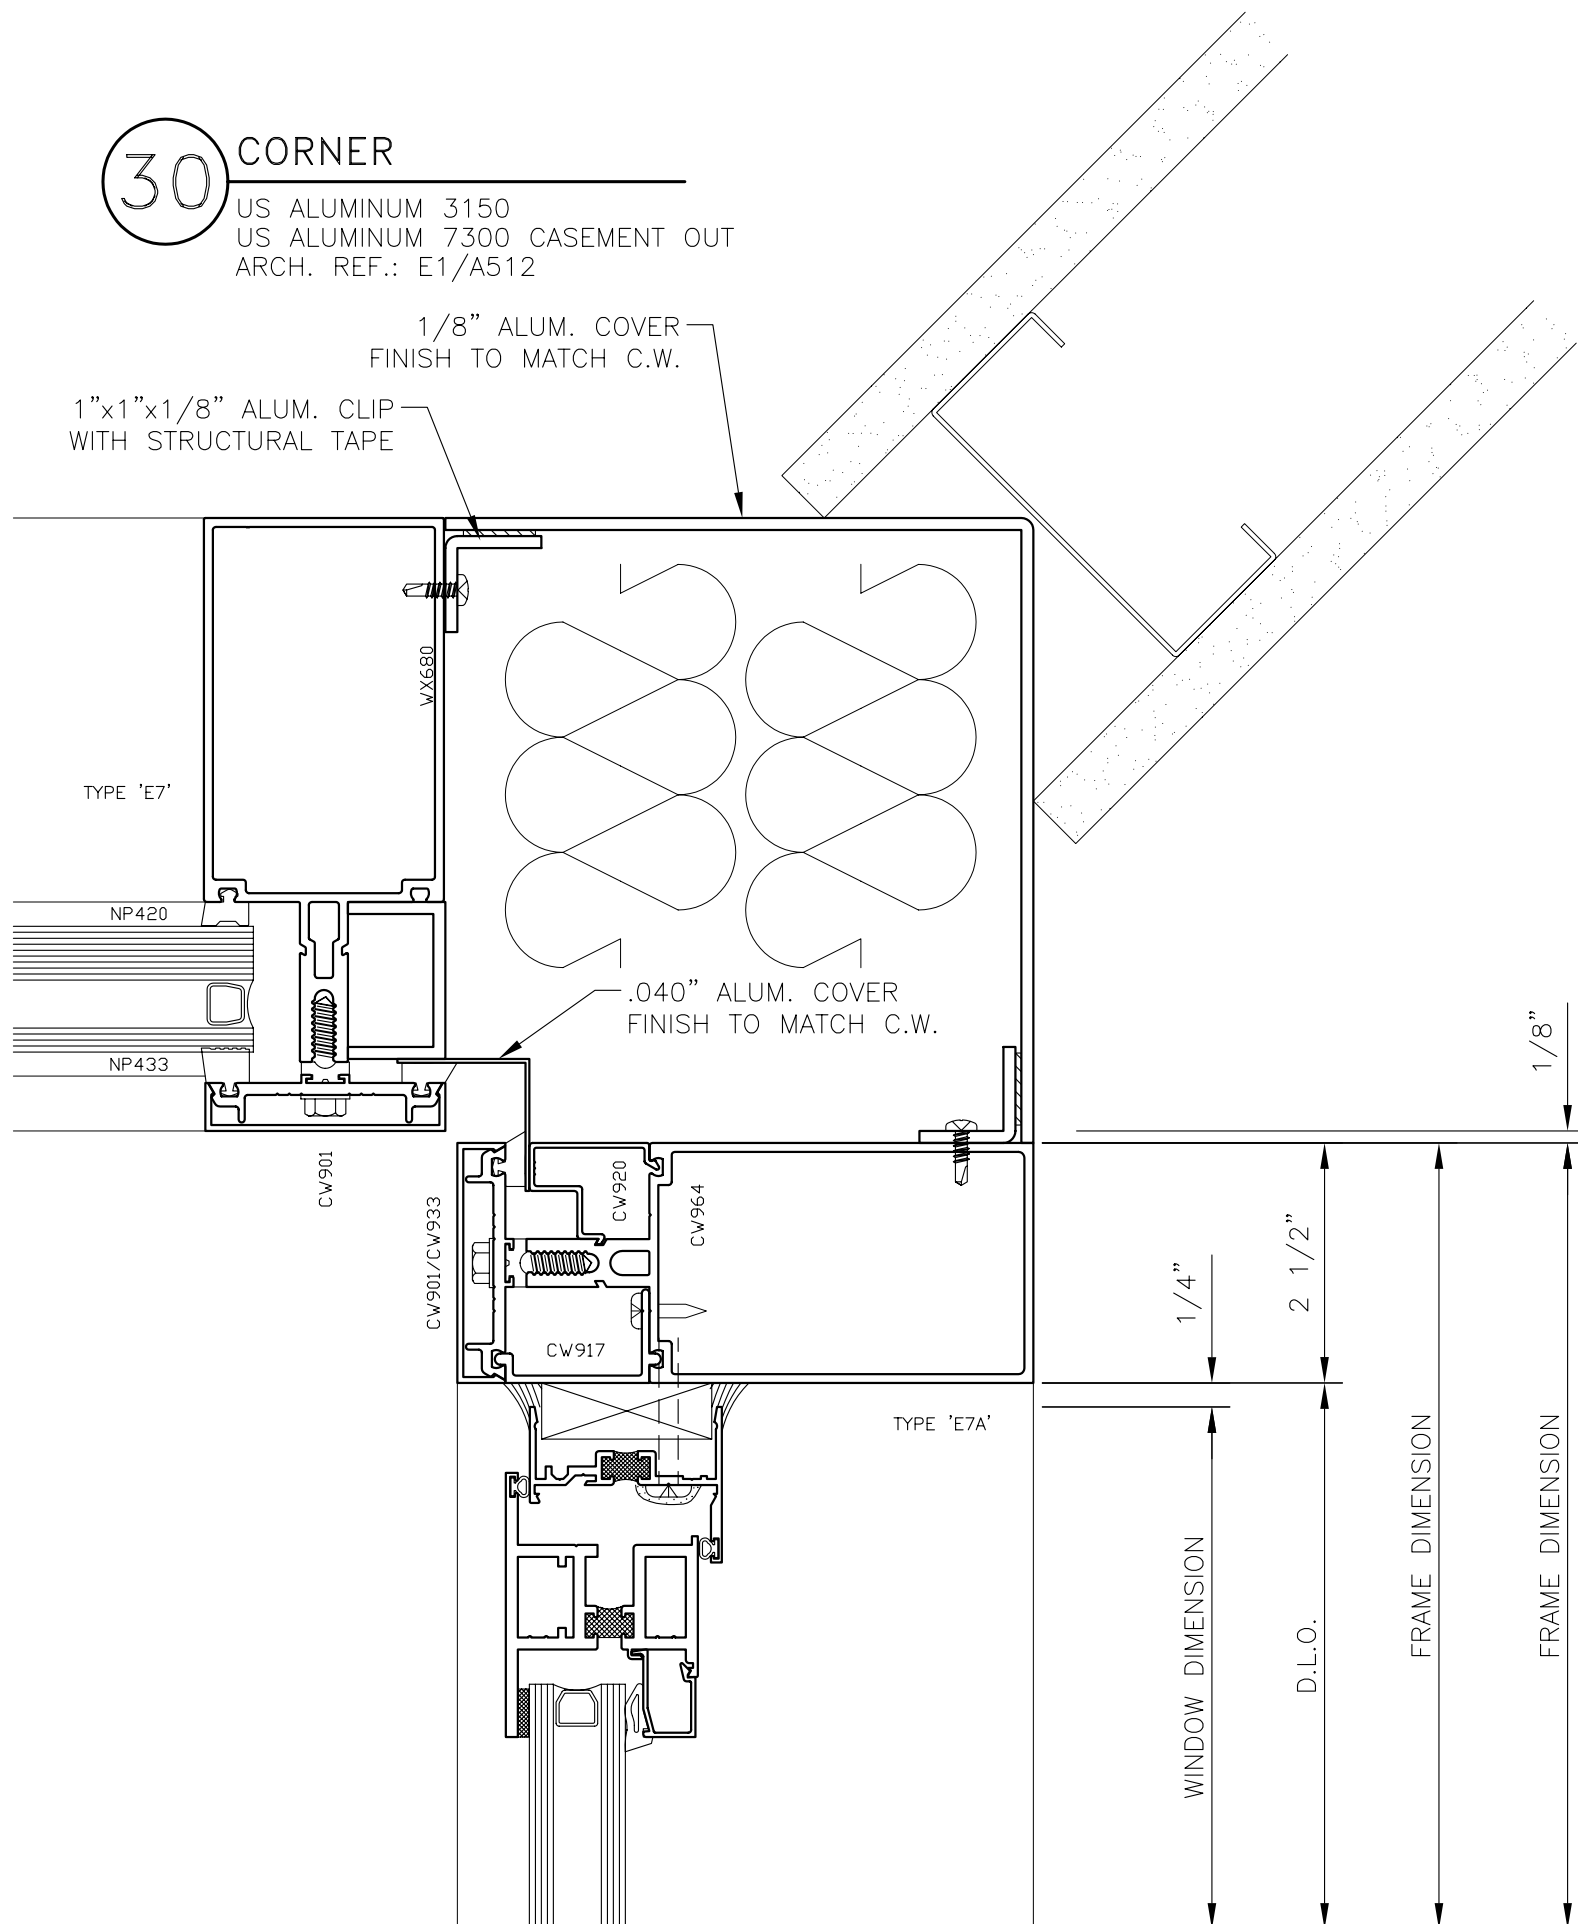 30
CORNER
US ALUMINUM 3150
US ALUMINUM 7300 CASEMENT OUT
ARCH. REF.: E1/A512
1/8” ALUM. COVER
FINISH TO MATCH C.W.
1”x1”x1/8” ALUM. CLIP
WITH STRUCTURAL TAPE
WX680
TYPE 'E7'
NP420
.040” ALUM. COVER
FINISH TO MATCH C.W.
NP433
1/8”
CW901
CW901/CW933
CW920
CW964
CW917
1/4”
2 1/2”
TYPE 'E7A'
WINDOW DIMENSION
D.L.O.
FRAME DIMENSION
FRAME DIMENSION